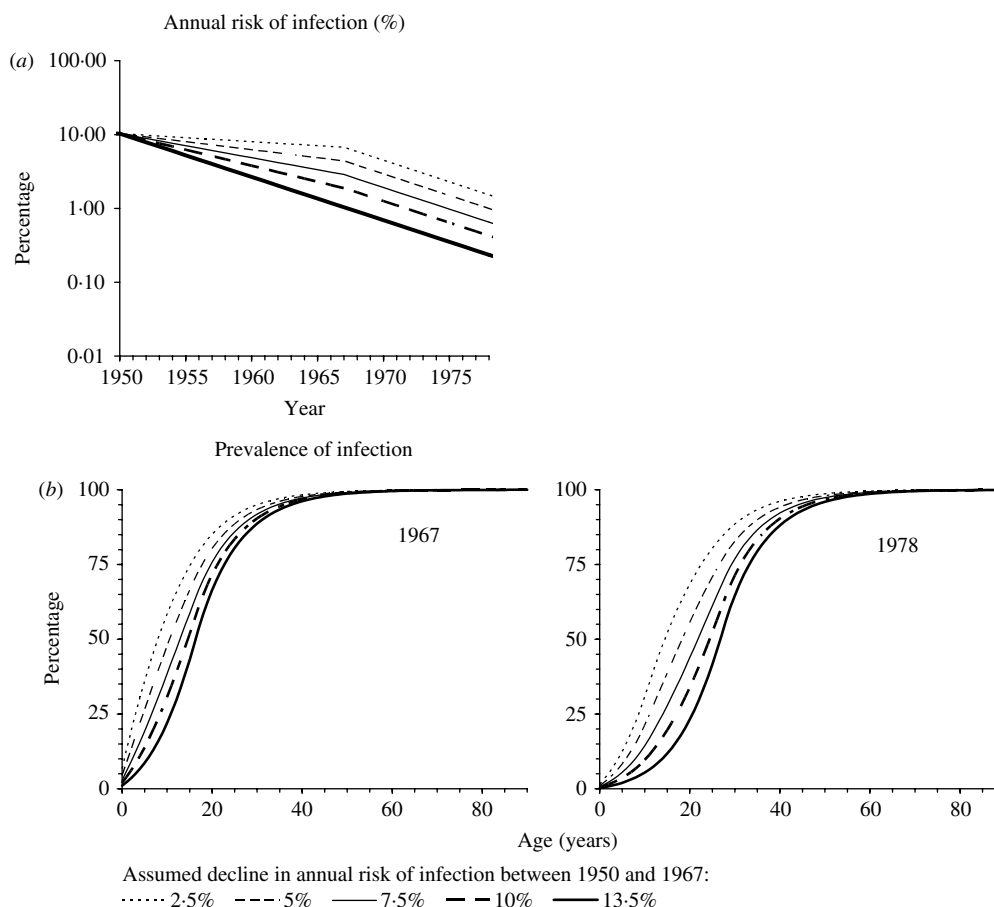 Annual risk of infection (%)
(a)
100·00
10·00
1·00
0·10
0·01
Percentage
1950 1955 1960 1965 1970 1975
Year
Prevalence of infection
(b)
100
75
50
25
0
Percentage
1967
0 20 40 60 80
100
75
50
25
0
1978
0 20 40 60 80
Age (years)
Assumed decline in annual risk of infection between 1950 and 1967:
2·5% 5% 7·5% 10% 13·5%